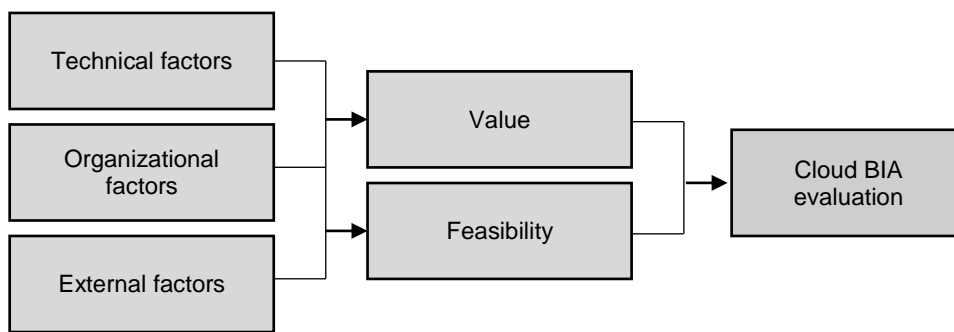 Technical factors
Organizational
factors
External factors
Value
Feasibility
Cloud BIA
evaluation